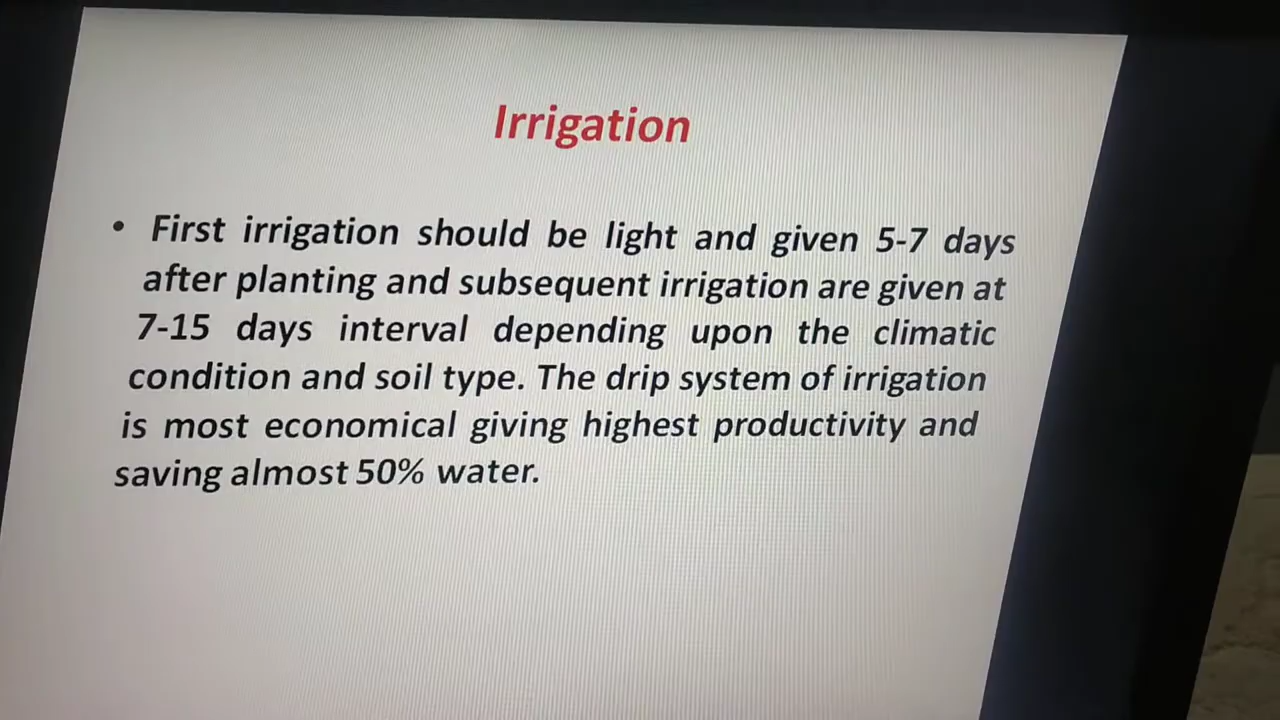 Irrigation
• First irrigation should be light and given 5-7 days
after planting and subsequent irrigation are given at
7-15 days interval depending upon the climatic
condition and soil type. The drip system of irrigation
is most economical giving highest productivity and
saving almost 50% water.